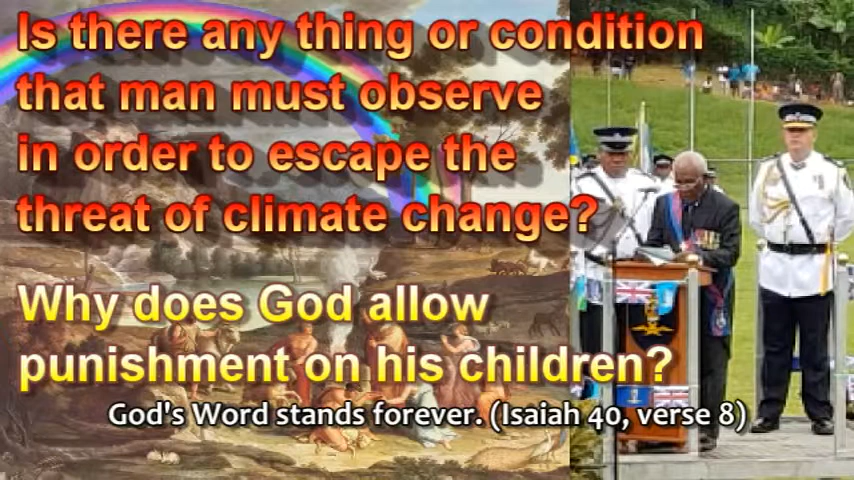 Is there any thing or condition
that man must observe
in order to escape the
threat of climate change?
Why does God allow
punishment on his children?
God's Word stands forever. (Isaiah 40, verse 8)